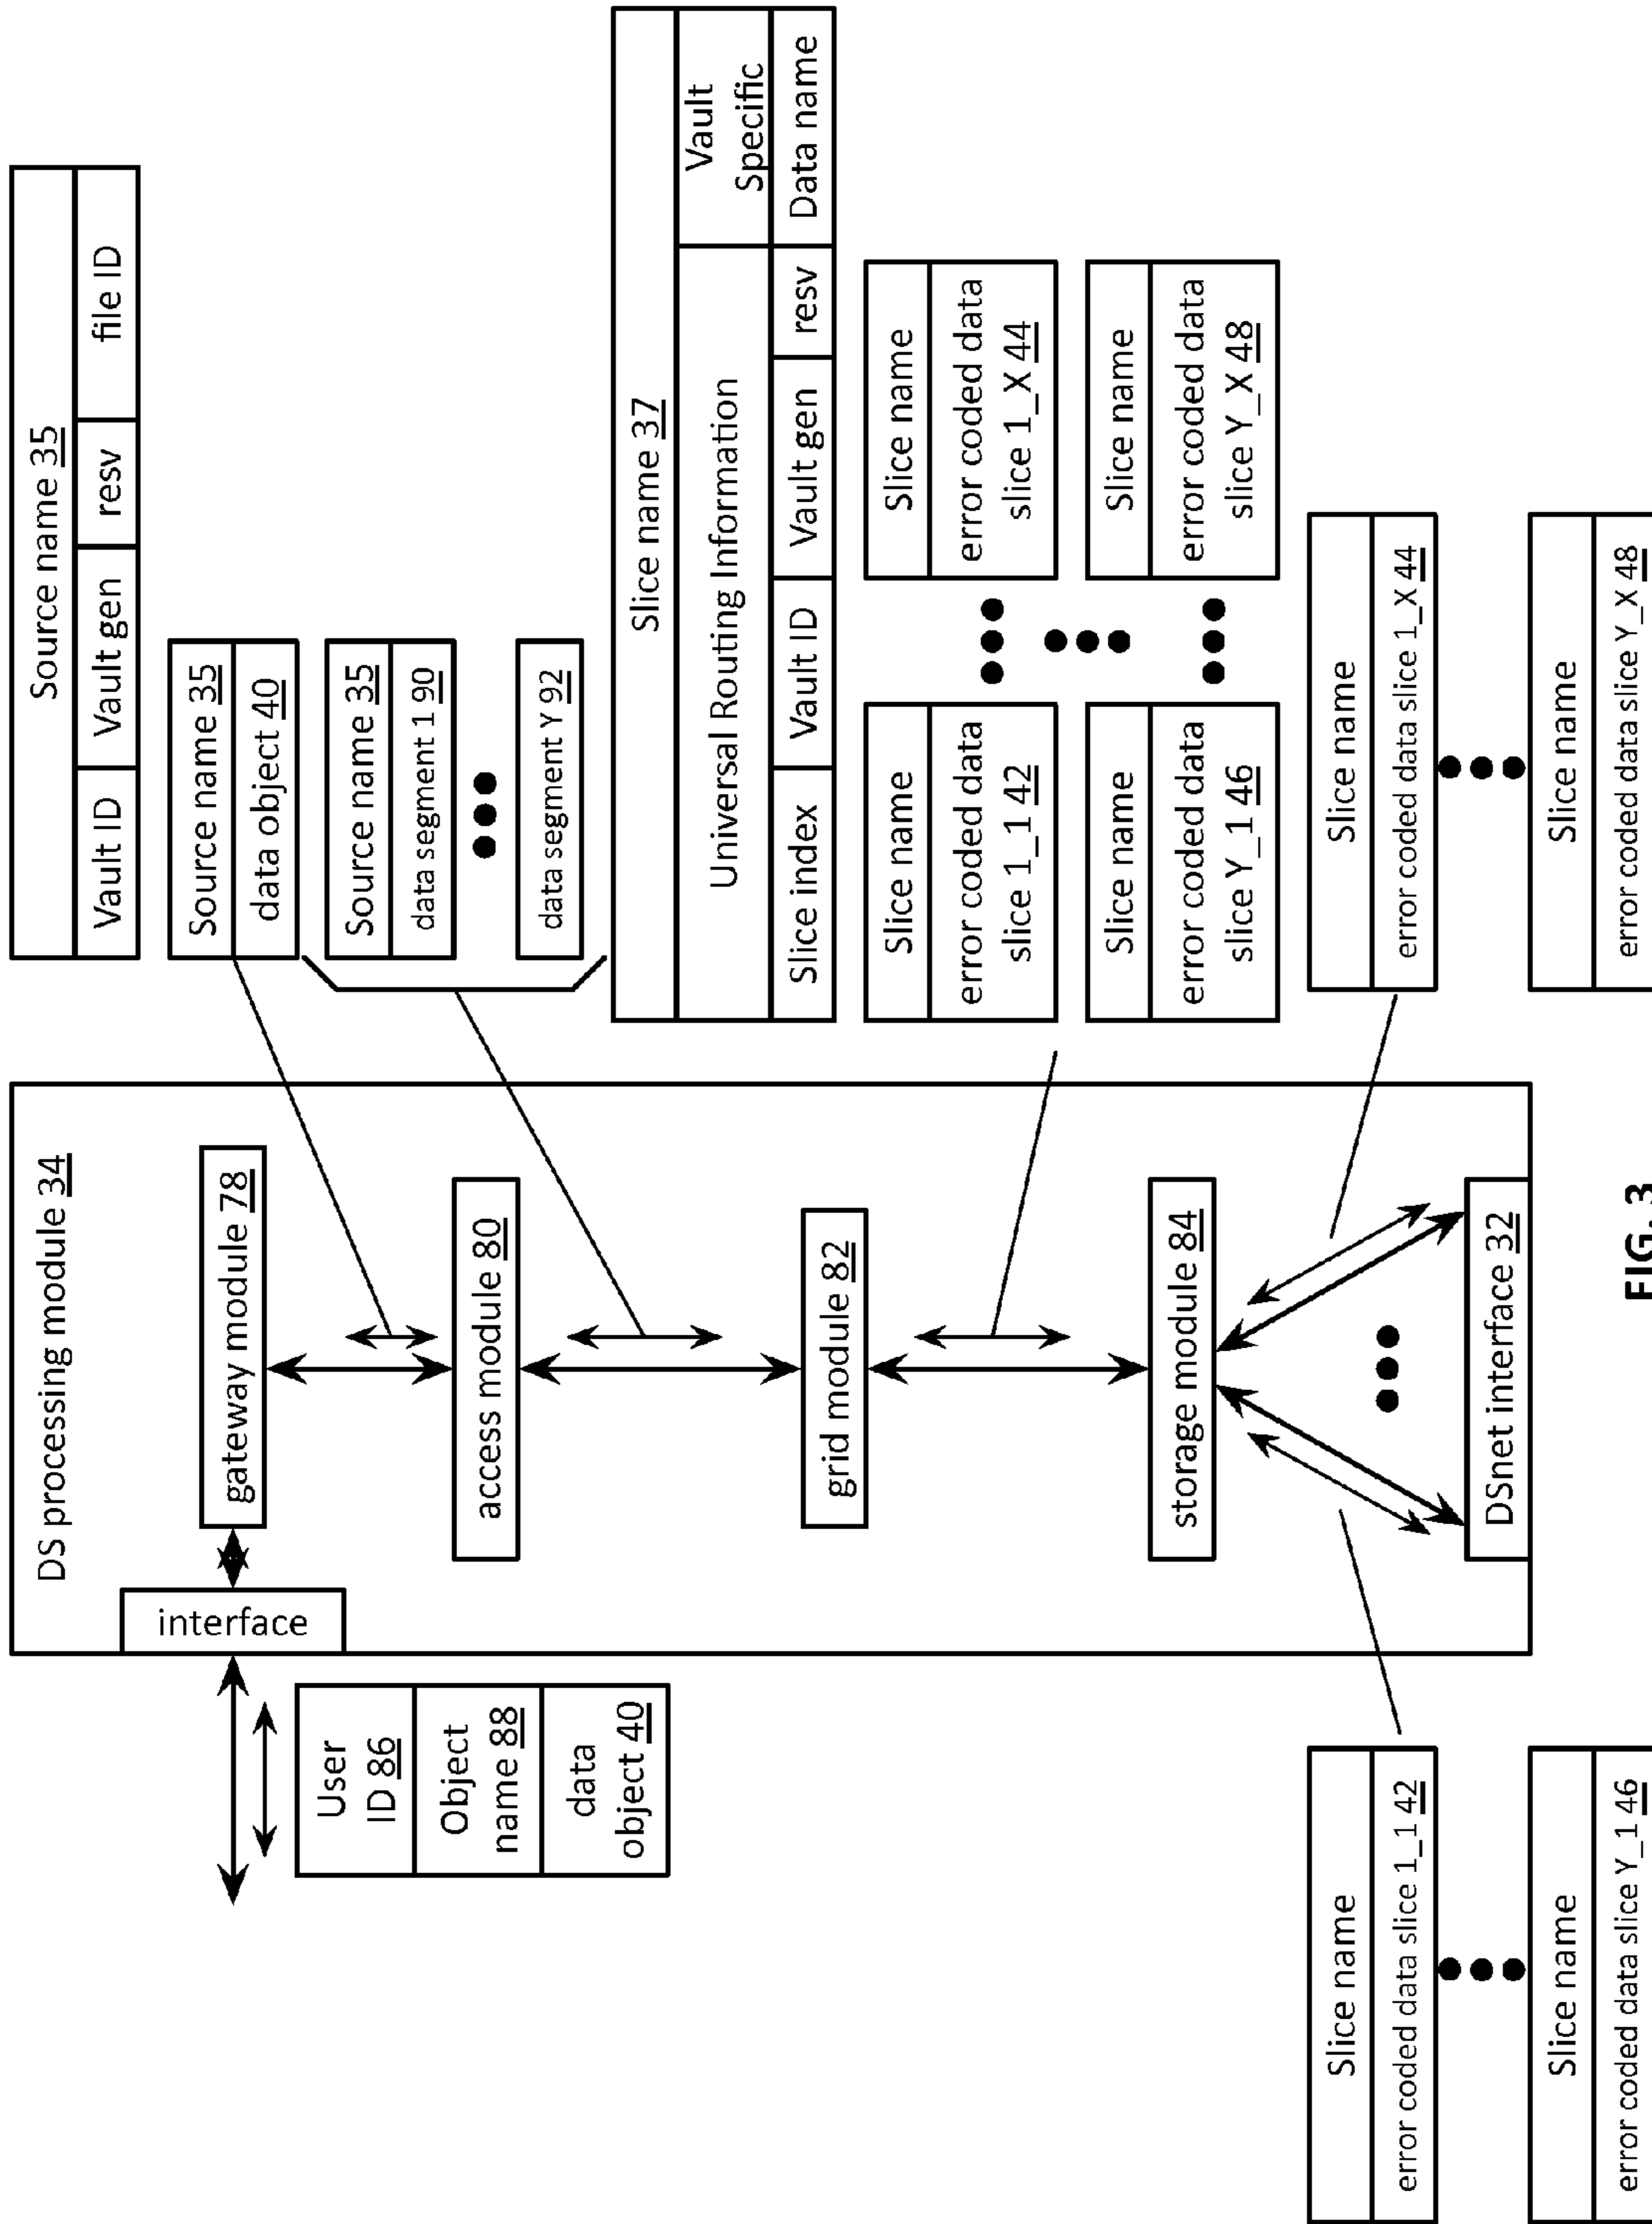 DS processing module 34
interface
gateway module 78
access module 80
grid module 82
storage module 84
DSnet interface 32
User
ID 86
Object
name 88
data
object 40
Source name 35
Vault ID
Vault gen
resv
file ID
Source name 35
data object 40
Source name 35
data segment 1 90
data segment Y 92
Slice name 37
Universal Routing Information
Vault
Specific
Slice index
Vault ID
Vault gen
resv
Data name
Slice name
error coded data
slice 1_1 42
Slice name
error coded data
slice 1_X 44
Slice name
error coded data
slice Y_1 46
Slice name
error coded data
slice Y_X 48
Slice name
error coded data slice 1_1 42
Slice name
error coded data slice Y_1 46
Slice name
error coded data slice 1_X 44
Slice name
error coded data slice Y_X 48
FIG. 3